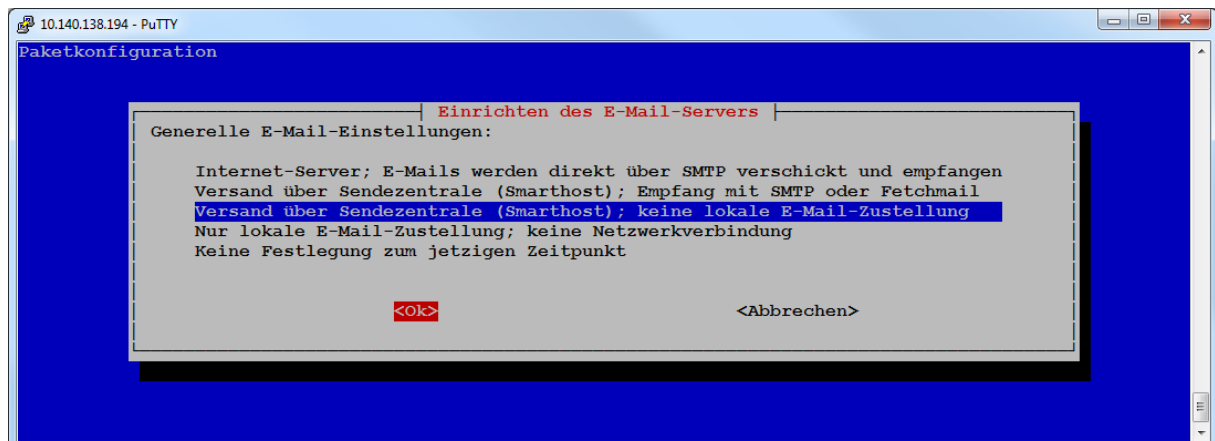 10.140.138.194 - PuTTY
Paketkonfiguration
Einrichten des E-Mail-Servers
Generelle E-Mail-Einstellungen:
Internet-Server; E-Mails werden direkt über SMTP verschickt und empfangen
Versand über Sendezentrale (Smarthost); Empfang mit SMTP oder Fetchmail
Versand über Sendezentrale (Smarthost); keine lokale E-Mail-Zustellung
Nur lokale E-Mail-Zustellung; keine Netzwerkverbindung
Keine Festlegung zum jetzigen Zeitpunkt
<Ok> <Abbrechen>